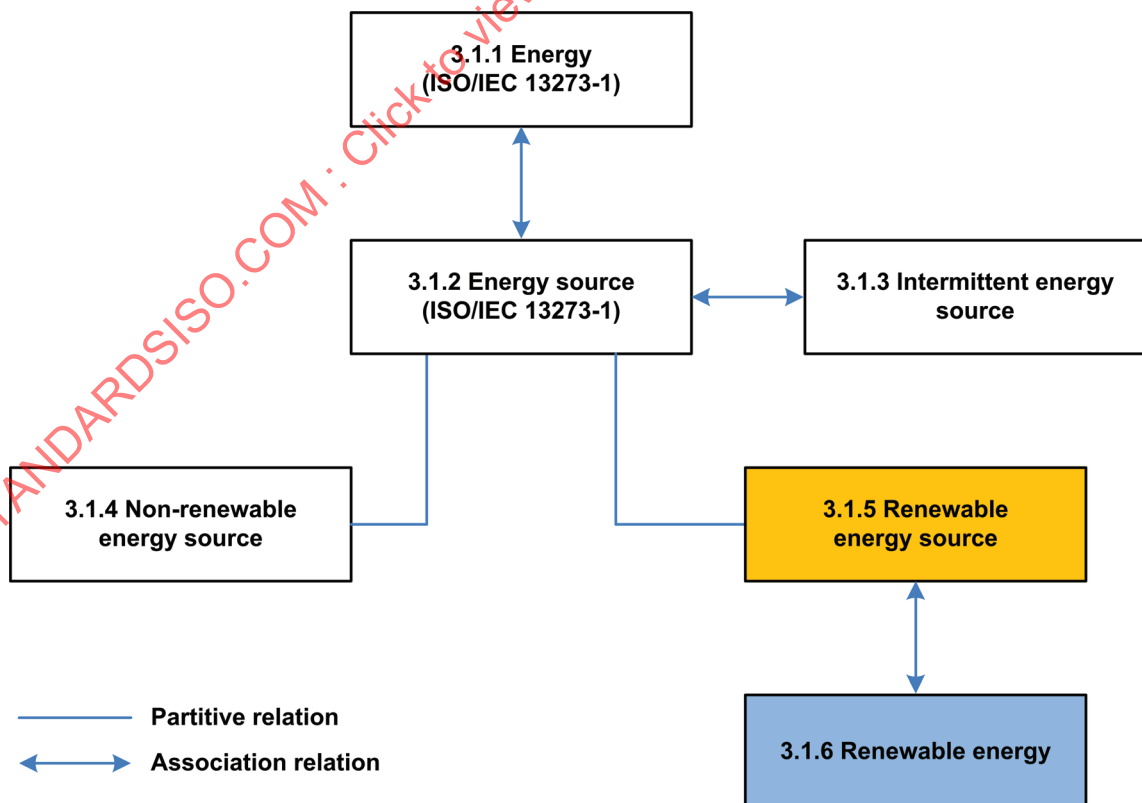 3.1.1 Energy
(ISO/IEC 13273-1)
3.1.2 Energy source
(ISO/IEC 13273-1)
3.1.3 Intermittent energy
source
3.1.4 Non-renewable
energy source
3.1.5 Renewable
energy source
3.1.6 Renewable energy
Partitive relation
Association relation
TANDARDSISO.COM : Click to view